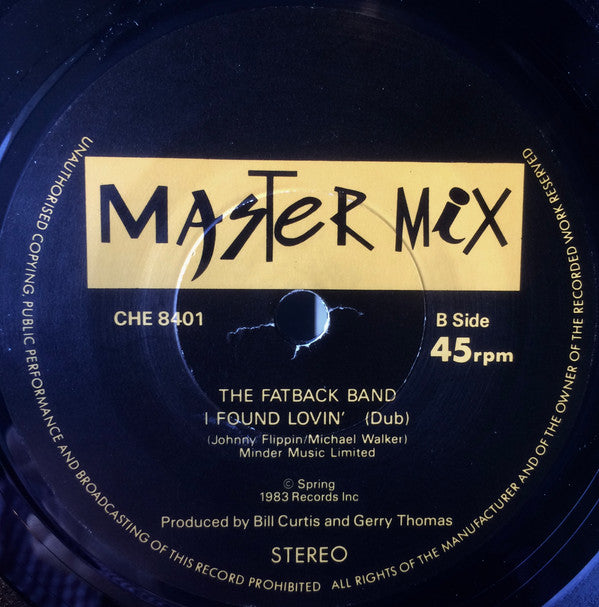 MASTER MiX
CHE 8401
B Side
45rpm
THE FATBACK BAND
I FOUND LOVIN' (Dub)
(Johnny Flippin/Michael Walker)
Minder Music Limited
© Spring
1983 Records Inc
Produced by Bill Curtis and Gerry Thomas
STEREO
UNAUTHORISED COPYING PUBLIC PERFORMANCE AND BROADCASTING OF THIS RECORD PROHIBITED ALL RIGHTS OF THE MANUFACTURER AND OF THE OWNER OF THE RECORDED WORK RESERVED